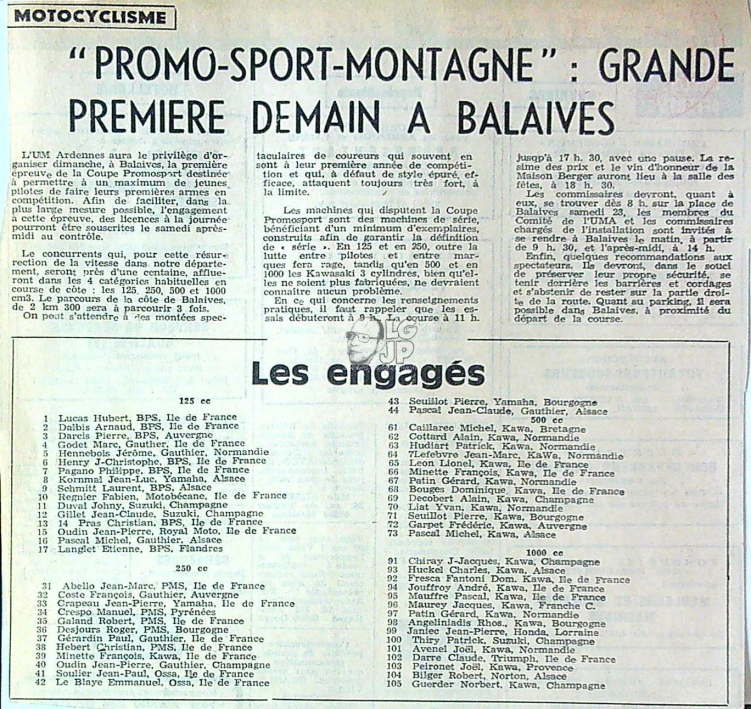 MOTOCYCLISME
“PROMO-SPORT-MONTAGNE” : GRANDE
PREMIERE DEMAIN A BALAIVES
L'UM Ardennes aura le privilège d'or-
ganiser dimanche, à Balaives, la première
épreuve de la Coupe Promosport destinée
à permettre à un maximum de jeunes
pilotes de faire leurs premières armes en
compétition. Afin de faciliter, dans la
plus large mesure possible, l'engagement
à cette épreuve, des licences à la journée
pourront être souscrites le samedi après-
midi au contrôle.
Le concurrents qui, pour cette résur-
rection de la vitesse dans notre départe-
ment, seront près d'une centaine, afflue-
ront dans les 4 catégories habituelles en
course de côte : les 125, 250, 500 et 1000
cm3. Le parcours de la côte de Balaives,
de 2 km 300 sera à parcourir 3 fois.
On peut s'attendre à des montées spec-
taculaires de coureurs qui souvent en
sont à leur première année de compéti-
tion et qui, à défaut de style épuré, ef-
ficace, attaquent toujours très fort, à
la limite.
Les machines qui disputent la Coupe
Promosport sont des machines de série,
bénéficiant d'un minimum d'exemplaires,
construits afin de garantir la définition
de « série ». En 125 et en 250, outre la
lutte entre pilotes et entre mar-
ques fera rage, tandis qu'en 500 et en
1000 les Kawasaki 3 cylindres, bien qu'el-
les ne soient plus fabriquées, ne devraient
connaître aucun problème.
En ce qui concerne les renseignements
pratiques, il faut rappeler que les es-
sais débuteront à 9 h. La course à 11 h.
jusqu'à 17 h. 30, avec une pause. La re-
sime des prix et le vin d'honneur de la
Maison Berger auront lieu à la salle des
fêtes, à 18 h. 30.
Les commissaires devront, quant à
eux, se trouver dès 8 h. sur la place de
Balaives samedi 23, les membres du
Comité de l'UMA et les commissaires
chargés de l'installation sont invités à
se rendre à Balaives le matin, à partir
de 9 h. 30, et l'après-midi, à 14 h.
Enfin, quelques recommandations aux
spectateurs. Ils devront, dans le souci
de préserver leur propre sécurité, se
tenir derrière les barrières et cordages
et s'abstenir de rester sur la partie droi-
te de la route. Quant au parking, il sera
possible dans Balaives, à proximité du
départ de la course.
LG
JP
Les engagés
125 cc
1 Lucas Hubert, BPS, Ile de France
2 Dalbis Arnaud, BPS, Ile de France
3 Darcis Pierre, BPS, Auvergne
4 Godet Marc, Gauther, Ile de France
5 Hennebois Jérôme, Gauthier, Normandie
6 Henry J-Christophe, BPS, Ile de France
7 Pagano Philippe, BPS, Ile de France
8 Kornmal Jean-Luc, Yamaha, Alsace
9 Schmitt Laurent, BPS, Alsace
10 Regnier Fabien, Motobécane, Ile de France
11 Duval Johny, Suzuki, Champagne
12 Gillet Jean-Claude, Suzuki, Champagne
13 14 Pras Christian, BPS, Ile de France
15 Oudin Jean-Pierre, Royal Moto, Ile de France
16 Pascal Michel, Gauthier, Alsace
17 Langlet Etienne, BPS, Flandres
250 cc
31 Abello Jean-Marc, PMS, Ile de France
32 Coste François, Gauthier, Auvergne
33 Crapeau Jean-Pierre, Yamaha, Ile de France
34 Crespo Manuel, PMS, Pyrénées
35 Galand Robert, PMS, Ile de France
36 Desjours Roger, PMS, Bourgogne
37 Gérardin Paul, Gauthier, Ile de France
38 Hebert Christian, PMS, Ile de France
39 Minette François, Kawa, Ile de France
40 Oudin Jean-Pierre, Gauthier, Champagne
41 Soulier Jean-Paul, Ossa, Ile de France
42 Le Blaye Emmanuel, Ossa, Ile de France
43 Seuillot Pierre, Yamaha, Bourgogne
44 Pascal Jean-Claude, Gauthier, Alsace
500 cc
61 Caillarec Michel, Kawa, Bretagne
62 Cottard Alain, Kawa, Normandie
63 Hudiart Patrick, Kawa, Normandie
64 7Lefebvre Jean-Marc, KaWa, Normandie
65 Leon Lionel, Kawa, Ile de France
66 Minette François, Kawa, Ile de France
67 Patin Gérard, Kawa, Normandie
68 Bouges Dominique, Kawa, Ile de France
69 Decobert Alain, Kawa, Champagne
70 Liat Yvan, Kawa, Normandie
71 Seuillot Pierre, Kawa, Bourgogne
72 Garpet Frédéric, Kawa, Auvergne
73 Pascal Michel, Kawa, Alsace
1000 cc
91 Chiray J-Jacques, Kawa, Champagne
93 Huckel Charles, Kawa, Alsace
92 Fresca Fantoni Dom. Kawa, Ile de France
94 Jouffroy André, Kawa, Ile de France
95 Mauffre Pascal, Kawa, Ile de France
96 Maurey Jacques, Kawa, Franche C.
97 Patin Gérard, Kawa, Normandie
98 Angeliniadis Rhos., Kawa, Bourgogne
99 Janiec Jean-Pierre, Honda, Lorraine
100 Thiry Patrick, Suzuki, Champagne
101 Avenel Joël, Kawa, Normandie
102 Darre Claude, Triumph, Ile de France
103 Peironet Joël, Kawa, Provence
104 Bilger Robert, Norton, Alsace
105 Guerder Norbert, Kawa, Champagne